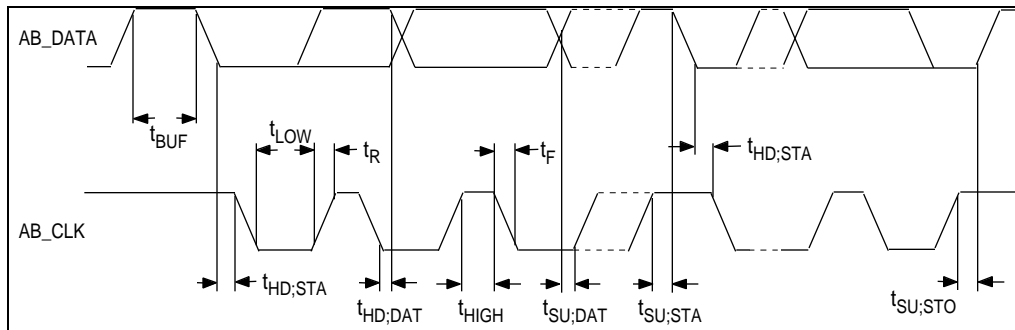 AB_DATA
tBUF
tLOW
tR
tF
tHD;STA
AB_CLK
tHD;STA
tHD;DAT
tHIGH
tSU;DAT
tSU;STA
tSU;STO